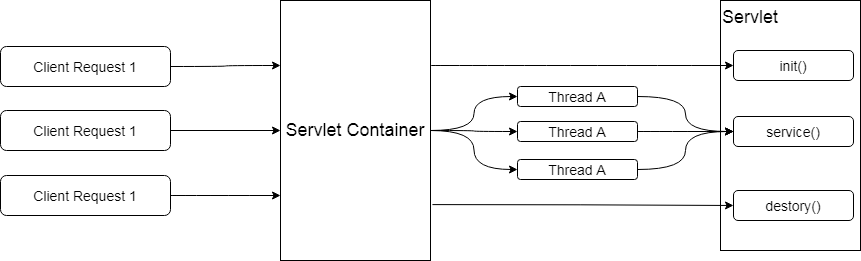 Servlet
Client Request 1
init()
Thread A
Client Request 1
Servlet Container
Thread A
service()
Thread A
Client Request 1
destory()